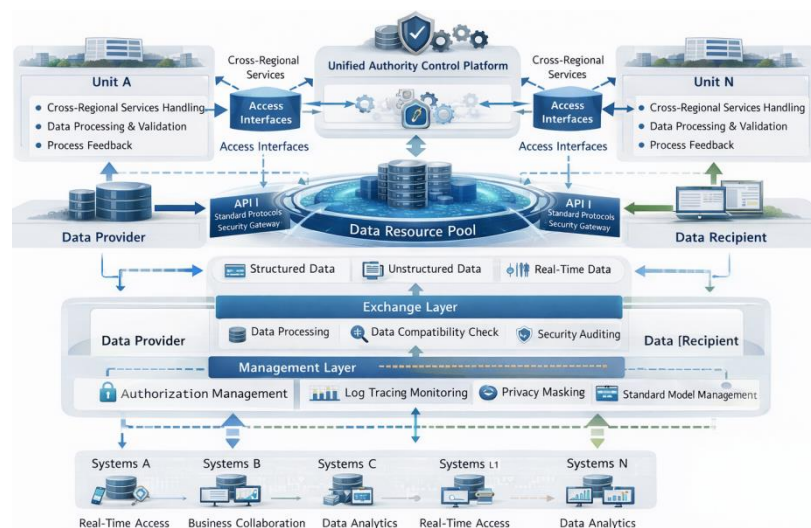 Cross-Regional
Services
Unified Authority Control Platform
Cross-Regional
Services
Unit A
• Cross-Regional Services Handling
• Data Processing & Validation
• Process Feedback
Access
Interfaces
Access Interfaces
Access
Interfaces
Access Interfaces
Unit N
• Cross-Regional Services Handling
• Data Processing & Validation
• Process Feedback
API I
Standard Protocols
Security Gateway
API I
Standard Protocols
Security Gateway
Data Provider
Data Resource Pool
Data Recipient
Structured Data
Unstructured Data
Real-Time Data
Exchange Layer
Data Provider
Data Processing
Data Compatibility Check
Security Auditing
Data [Recipient
Management Layer
Authorization Management
Log Tracing Monitoring
Privacy Masking
Standard Model Management
Systems A
Systems B
Systems C
Systems L1
Systems N
Real-Time Access
Business Collaboration
Data Analytics
Real-Time Access
Data Analytics